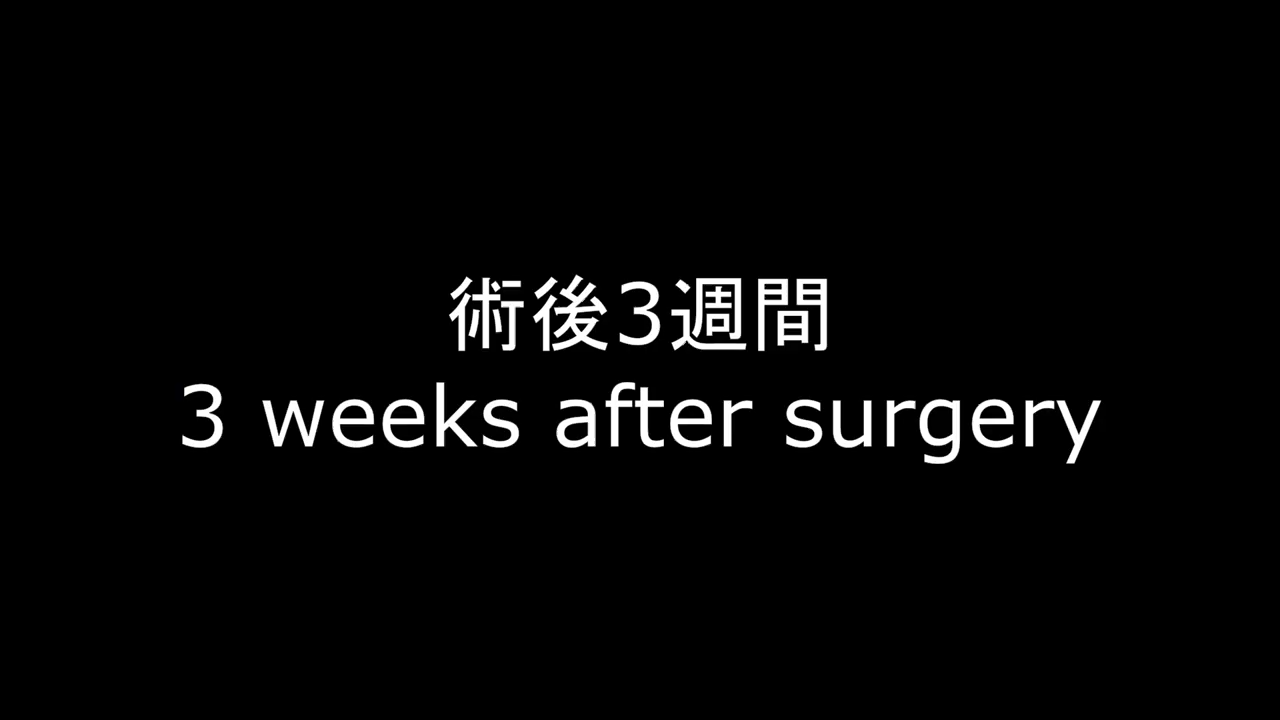 術後3週間
3 weeks after surgery